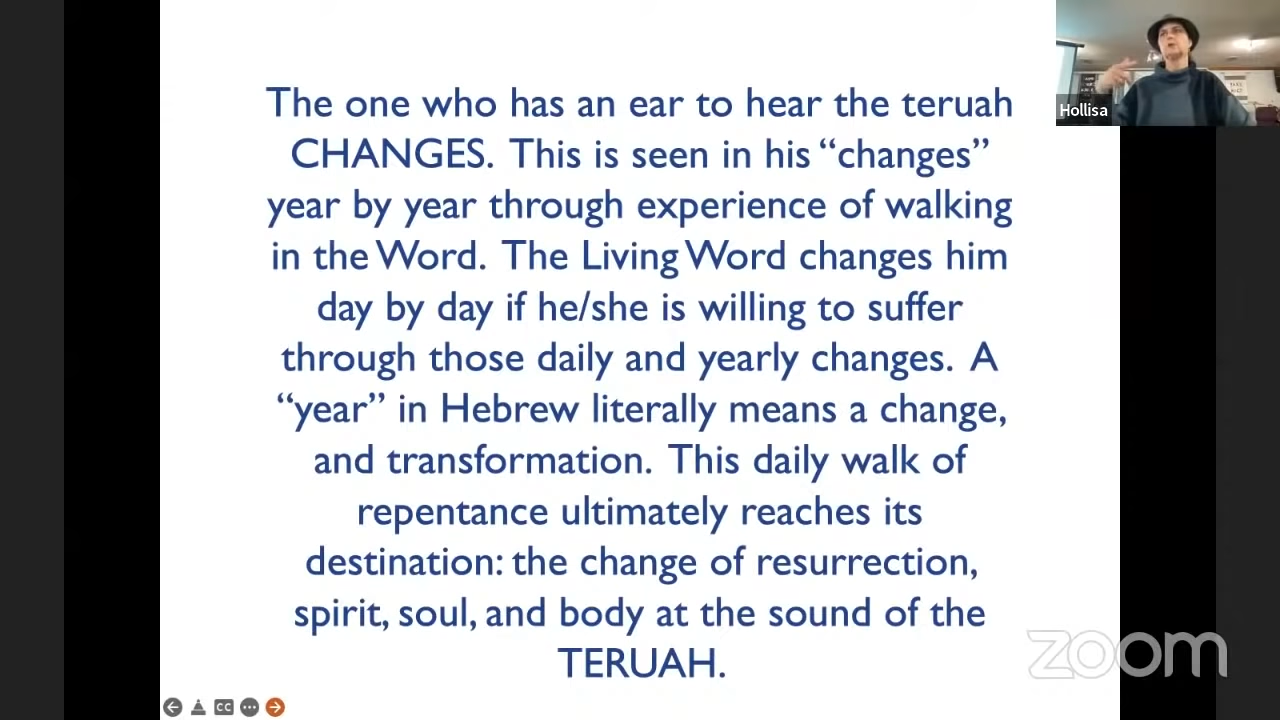 The one who has an ear to hear the teruah
CHANGES. This is seen in his “changes”
year by year through experience of walking
in the Word. The Living Word changes him
day by day if he/she is willing to suffer
through those daily and yearly changes. A
“year” in Hebrew literally means a change,
and transformation. This daily walk of
repentance ultimately reaches its
destination: the change of resurrection,
spirit, soul, and body at the sound of the
TERUAH.
Hollisa
zoom
CC